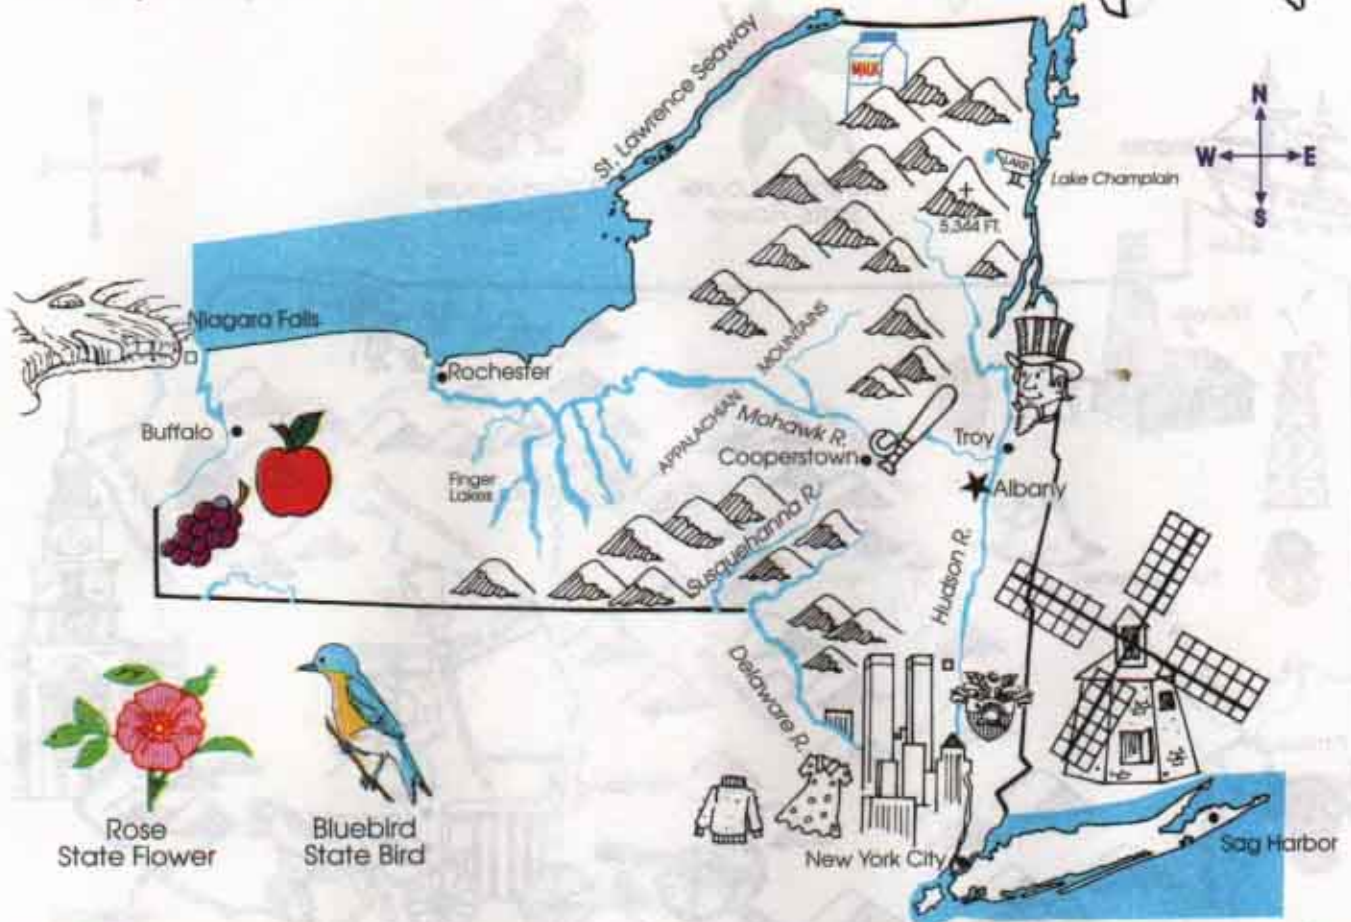 St. Lawrence Seaway
MILK
N
W
E
S
LAKE
Lake Champlain
5,344 FT.
Niagara Falls
Rochester
MOUNTAINS
APPALACHIAN
Mohawk R.
Buffalo
Troy
Cooperstown
Finger
Lakes
Albany
Susquehanna R.
Hudson R.
Delaware R.
Rose
State Flower
Bluebird
State Bird
New York City
Sag Harbor